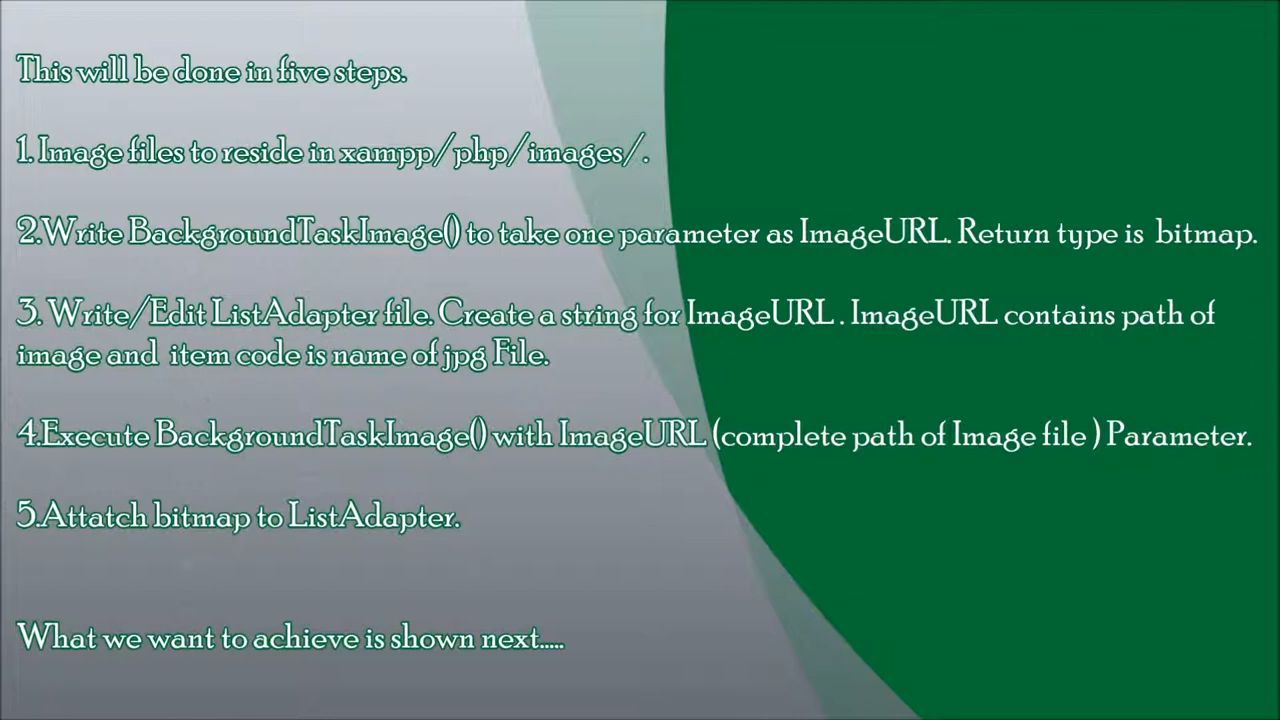 This will be done in five steps.
1. Image files to reside in xampp/php/images/.
2.Write BackgroundTaskImage() to take one parameter as ImageURL. Return type is bitmap.
3. Write/Edit ListAdapter file. Create a string for ImageURL . ImageURL contains path of
image and item code is name of jpg File.
4.Execute BackgroundTaskImage() with ImageURL (complete path of Image file ) Parameter.
5.Attatch bitmap to ListAdapter.
What we want to achieve is shown next.....